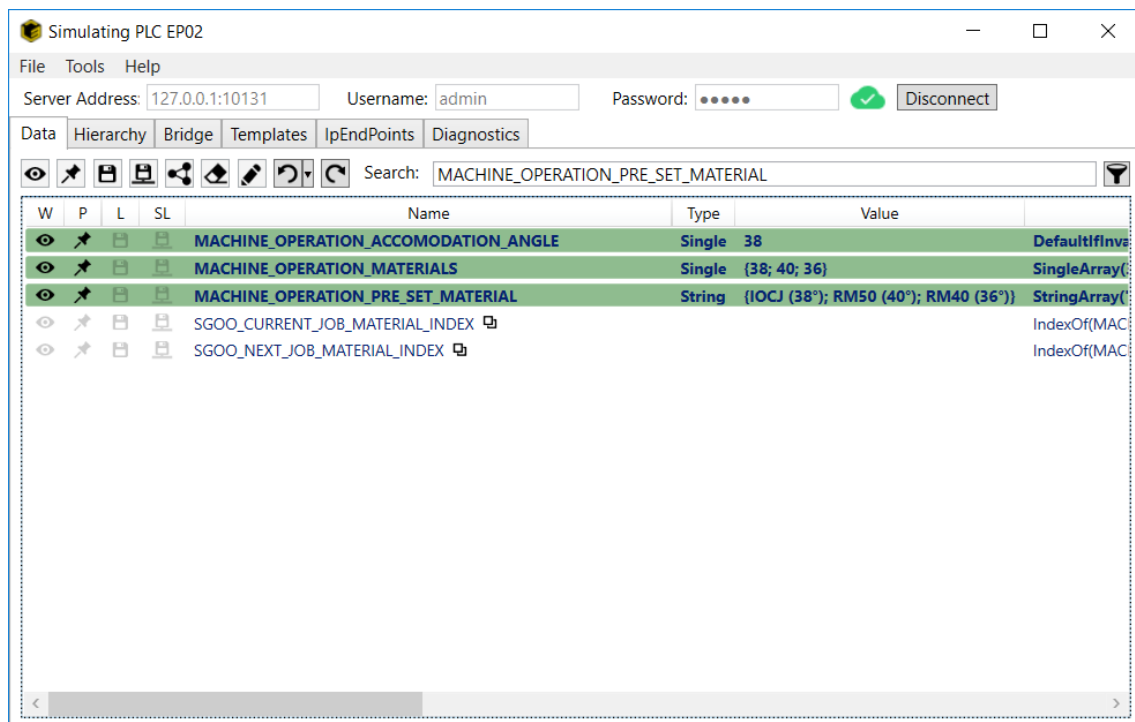 Simulating PLC EP02
File Tools Help
Server Address: 127.0.0.1:10131 Username: admin Password: ●●●●● Disconnect
Data Hierarchy Bridge Templates IpEndPoints Diagnostics
Search: MACHINE_OPERATION_PRE_SET_MATERIAL
W P L SL Name Type Value
MACHINE_OPERATION_ACCOMODATION_ANGLE Single 38 DefaultIfInva
MACHINE_OPERATION_MATERIALS Single {38; 40; 36} SingleArray(
MACHINE_OPERATION_PRE_SET_MATERIAL String {IOCJ (38°); RM50 (40°); RM40 (36°)} StringArray(
SGOO_CURRENT_JOB_MATERIAL_INDEX IndexOf(MAC
SGOO_NEXT_JOB_MATERIAL_INDEX IndexOf(MAC